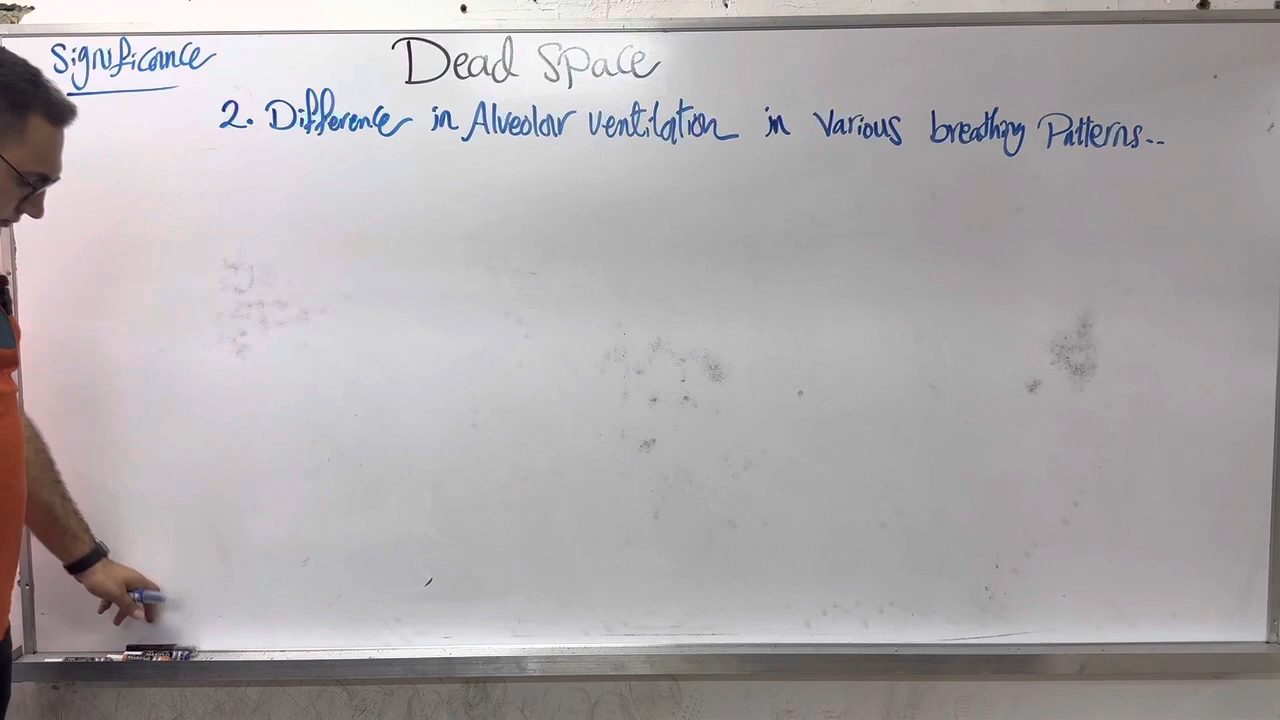 Significance
Dead Space
2. Difference in Alveolar ventilation in various breathing Patterns..